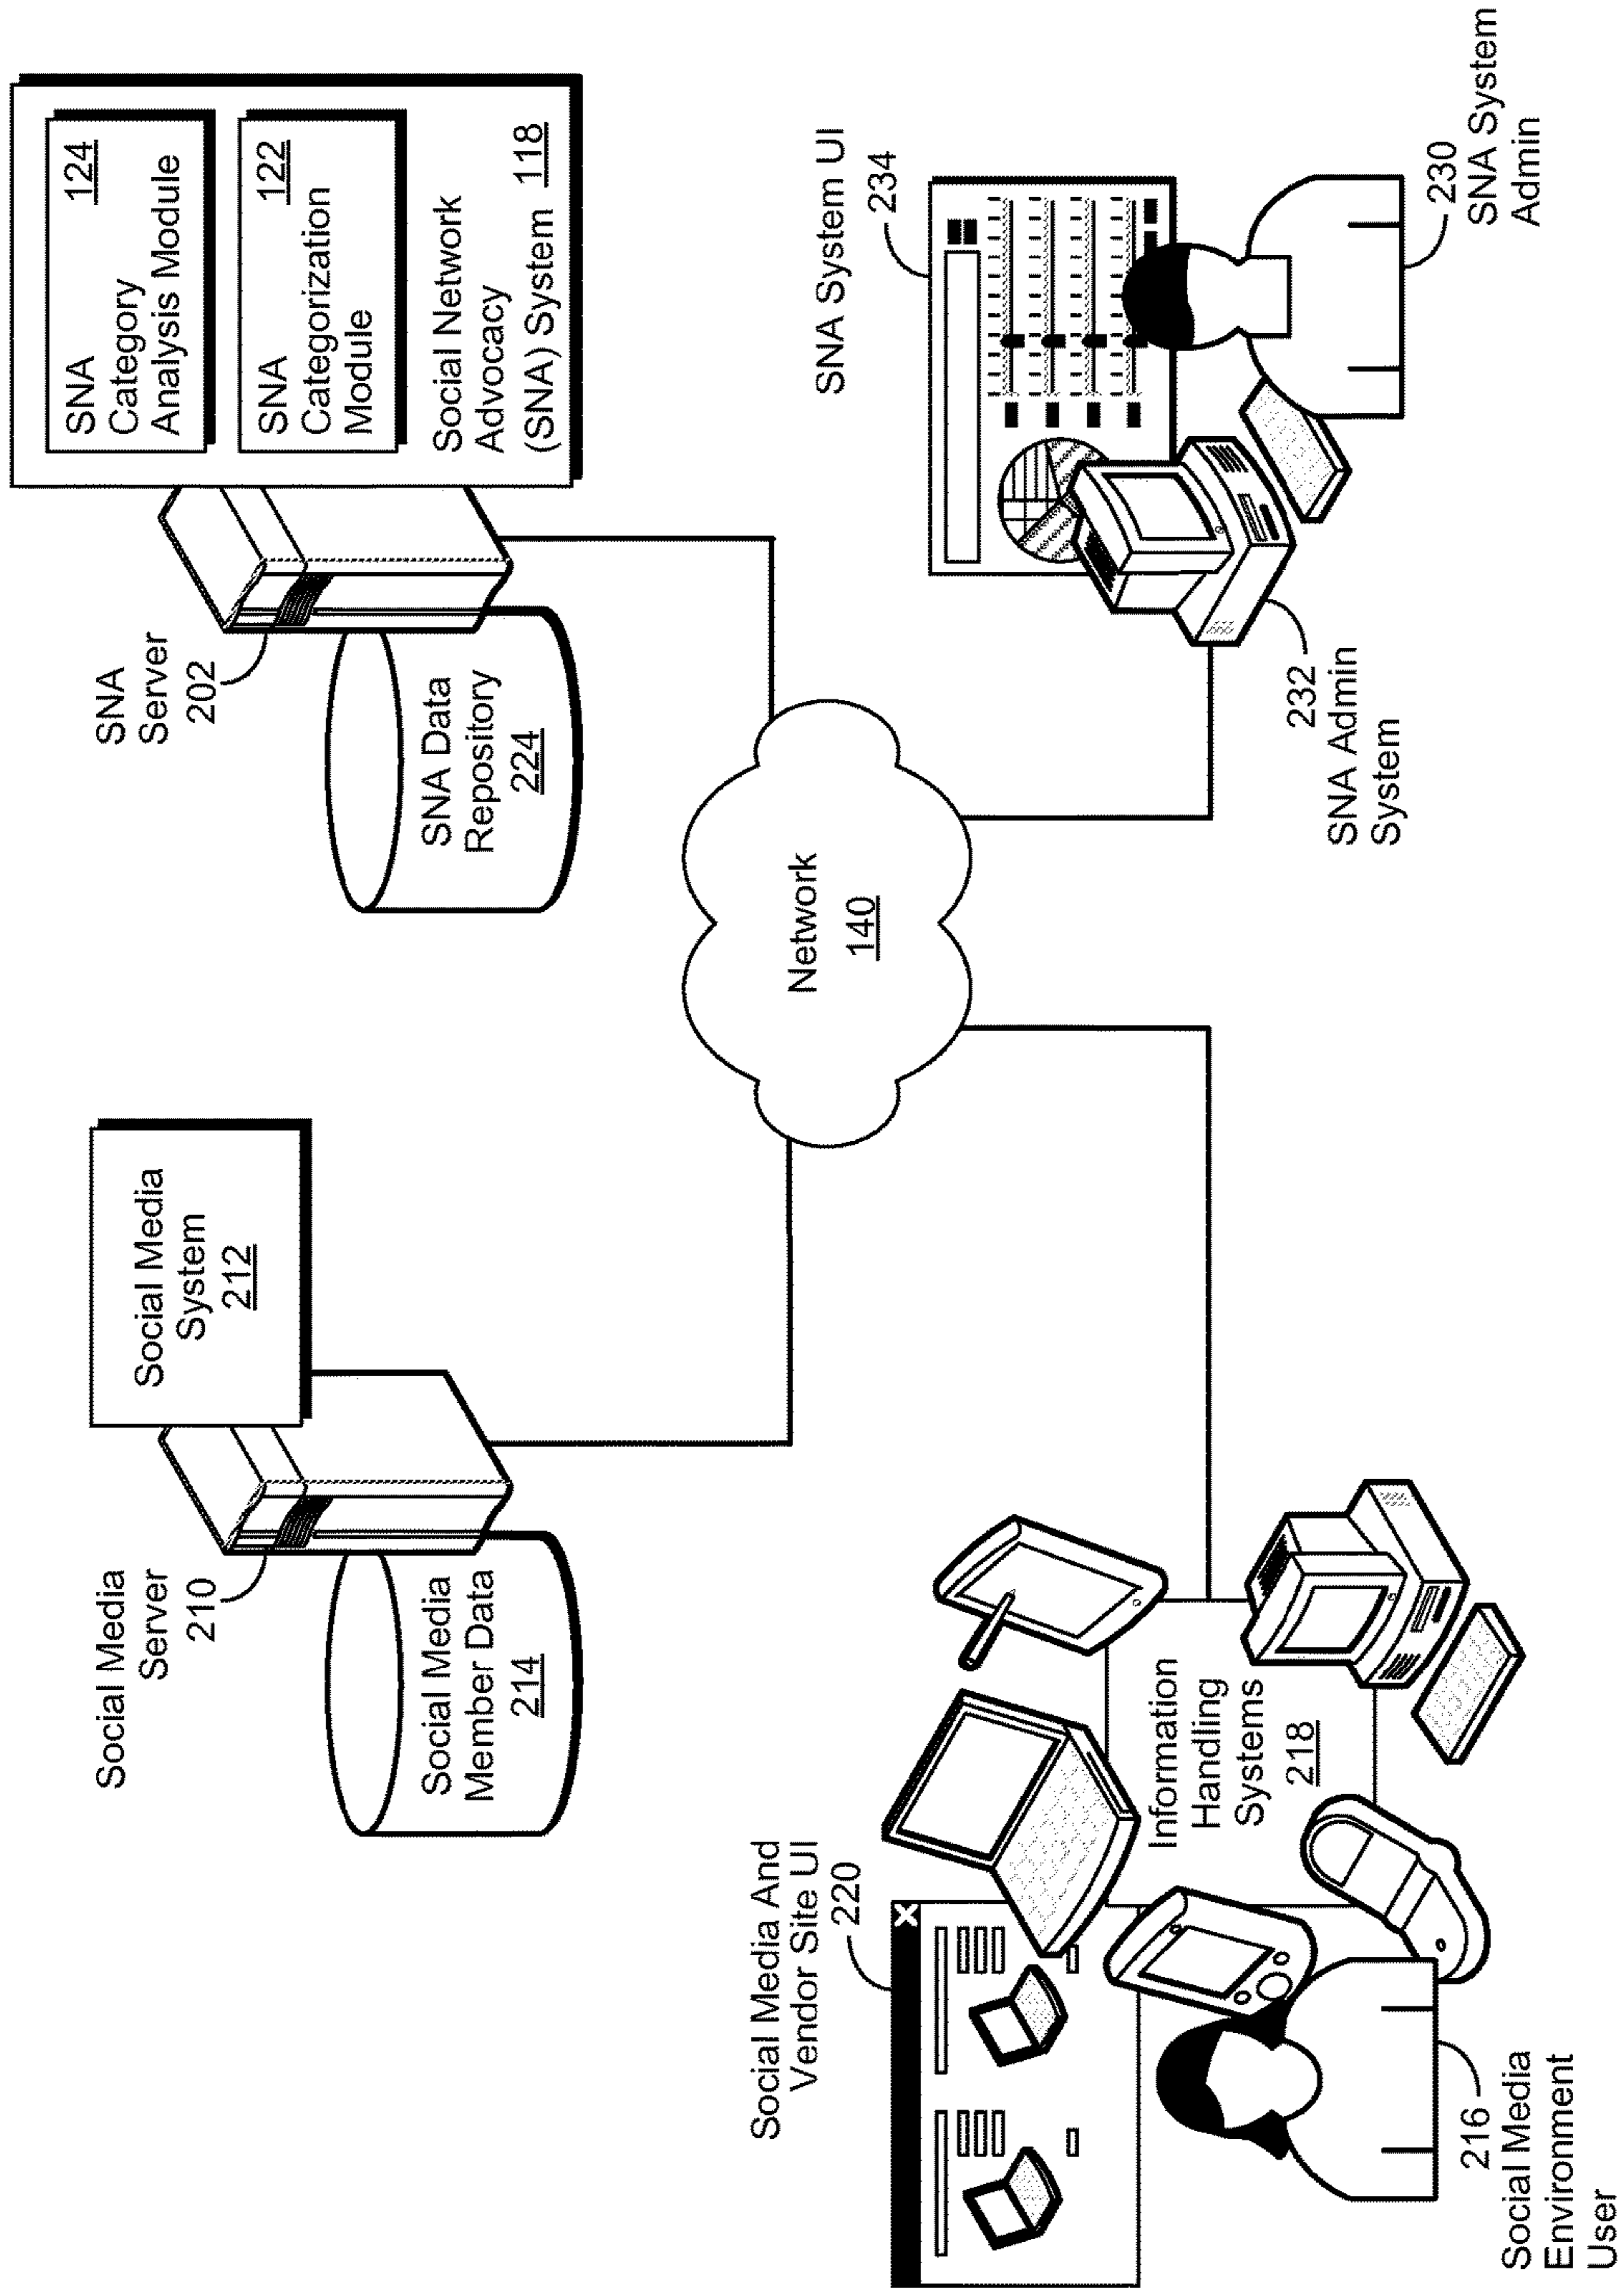 Social Media
Server
210
Social Media
System
212
Social Media
Member Data
214
SNA
Server
202
SNA Data
Repository
224
SNA
Category
Analysis Module
124
SNA
Categorization
Module
122
Social Network
Advocacy
(SNA) System 118
Network
140
Social Media And
Vendor Site UI
220
X
Information
Handling
Systems
218
216
Social Media
Environment
User
SNA System UI
234
232
SNA Admin
System
230
SNA System
Admin